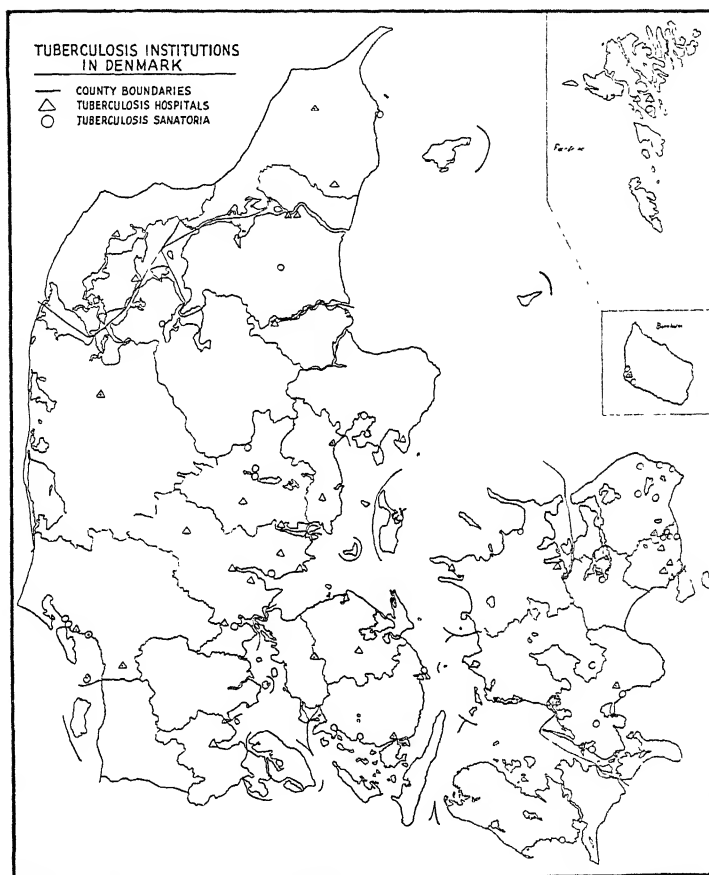 TUBERCULOSIS INSTITUTIONS
IN DENMARK
COUNTY BOUNDARIES
TUBERCULOSIS HOSPITALS
TUBERCULOSIS SANATORIA
Bornholm